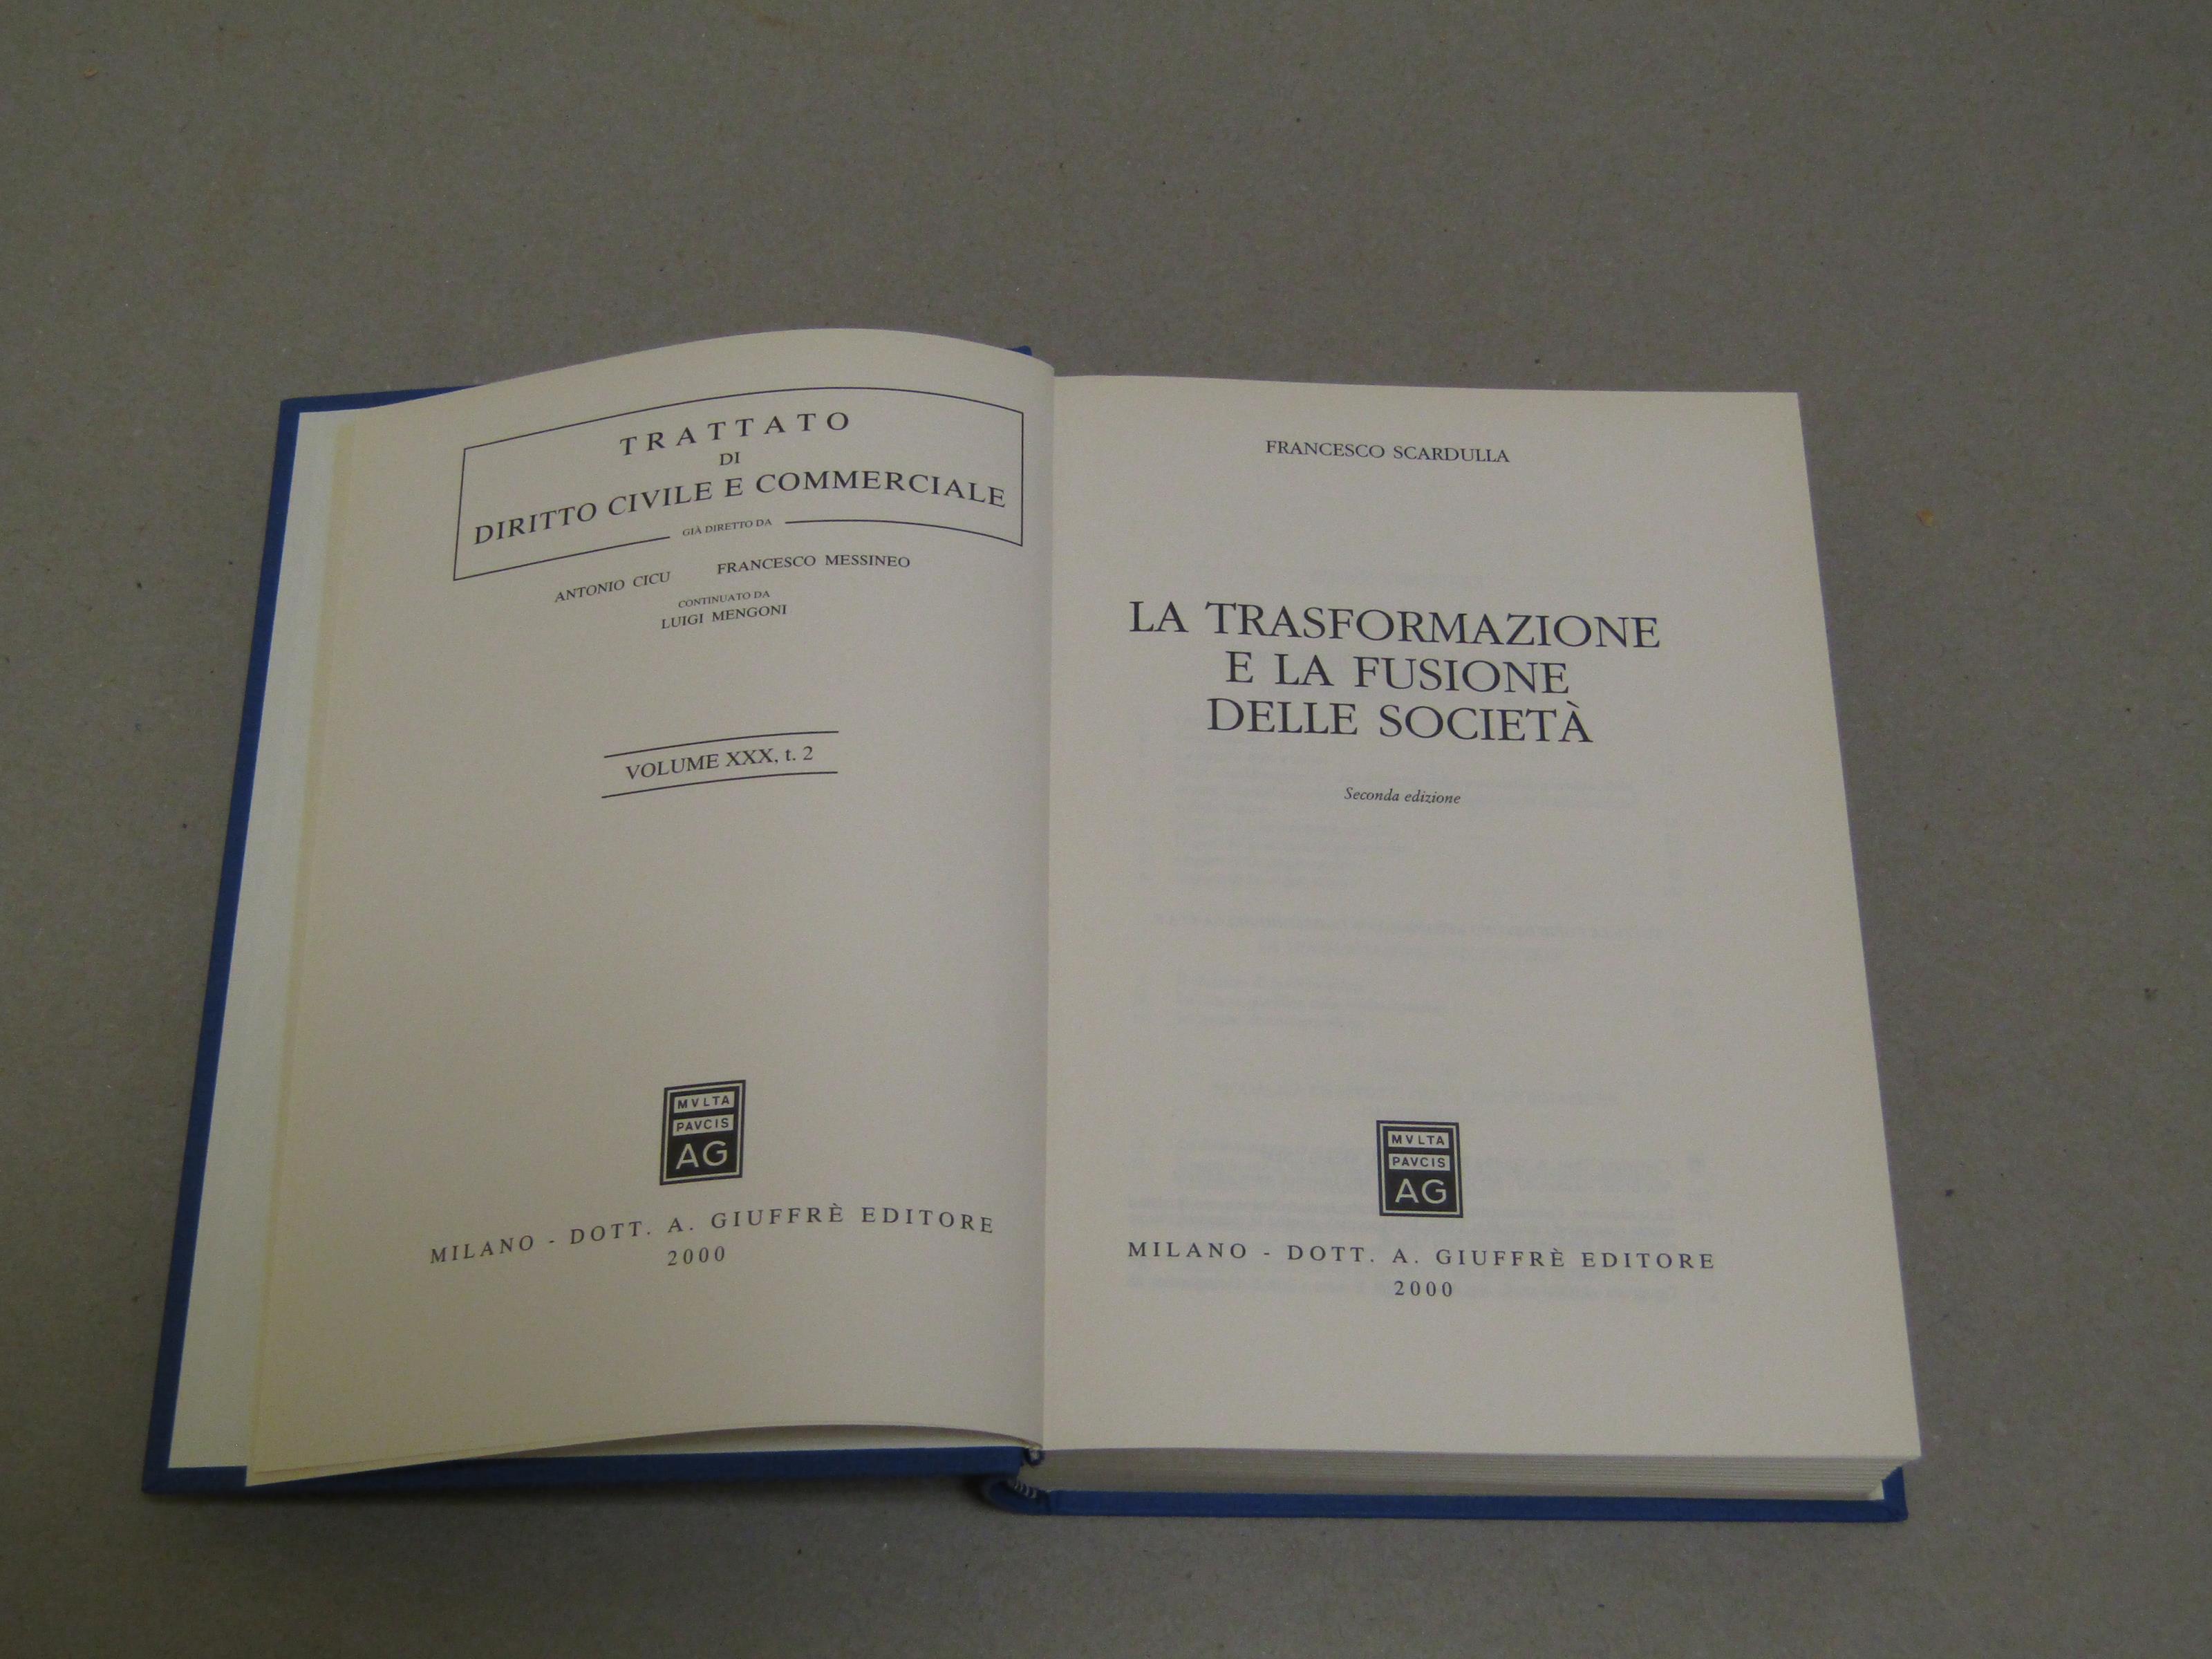 TRATTATO
DI
DIRITTO CIVILE E COMMERCIALE
GIÀ DIRETTO DA
ANTONIO CICU FRANCESCO MESSINEO
CONTINUATO DA
LUIGI MENGONI
VOLUME XXX, t. 2
MVLTA
PAVCIS
AG
MILANO - DOTT. A. GIUFFRÈ EDITORE
2000
FRANCESCO SCARDULLA
LA TRASFORMAZIONE
E LA FUSIONE
DELLE SOCIETÀ
Seconda edizione
MVLTA
PAVCIS
AG
MILANO - DOTT. A. GIUFFRÈ EDITORE
2000